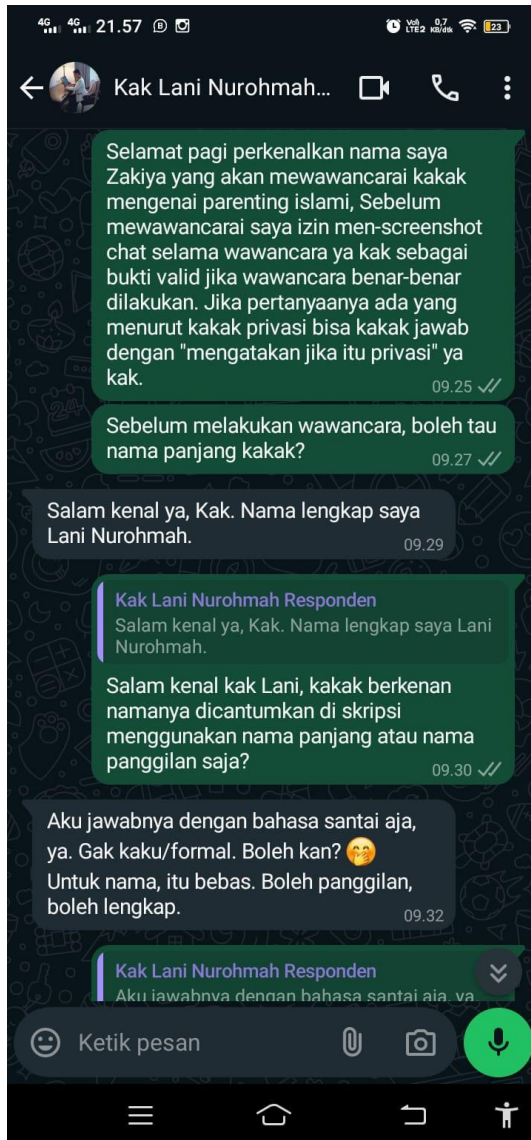 4G 4G 21.57
VoIi LTE2 0,7 KB/dtk 23
Kak Lani Nurohmah...
Selamat pagi perkenalkan nama saya
Zakiya yang akan mewawancarai kakak
mengenai parenting islami, Sebelum
mewawancarai saya izin men-screenshot
chat selama wawancara ya kak sebagai
bukti valid jika wawancara benar-benar
dilakukan. Jika pertanyaanya ada yang
menurut kakak privasi bisa kakak jawab
dengan "mengatakan jika itu privasi" ya
kak.
09.25
Sebelum melakukan wawancara, boleh tau
nama panjang kakak?
09.27
Salam kenal ya, Kak. Nama lengkap saya
Lani Nurohmah.
09.29
Kak Lani Nurohmah Responden
Salam kenal ya, Kak. Nama lengkap saya Lani
Nurohmah.
Salam kenal kak Lani, kakak berkenan
namanya dicantumkan di skripsi
menggunakan nama panjang atau nama
panggilan saja?
09.30
Aku jawabnya dengan bahasa santai aja,
ya. Gak kaku/formal. Boleh kan? 🤭
Untuk nama, itu bebas. Boleh panggilan,
boleh lengkap.
09.32
Kak Lani Nurohmah Responden
Aku jawabnya dengan bahasa santai aja, ya.
Ketik pesan